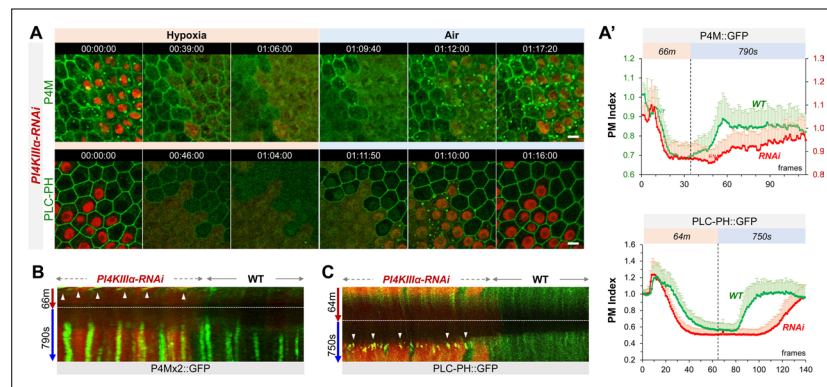 A
Hypoxia
Air
A'
PI4KIIIα-RNAi
P4M
00:00:00
00:39:00
01:06:00
01:09:40
01:12:00
01:17:20
PLC-PH
00:00:00
00:46:00
01:04:00
01:11:50
01:10:00
01:16:00
P4M::GFP
66m
790s
PM Index
1.2
1.1
1.0
0.9
0.8
0.7
0.6
1.3
1.2
1.1
1.0
0.9
0.8
WT
RNAi
frames
0
30
60
90
PLC-PH::GFP
64m
750s
PM Index
1.6
1.4
1.2
1.0
0.8
0.6
0.4
0.2
WT
RNAi
frames
0
20
40
60
80
100
120
140
B
PI4KIIIα-RNAi
WT
66m
790s
P4Mx2::GFP
C
PI4KIIIα-RNAi
WT
64m
750s
PLC-PH::GFP